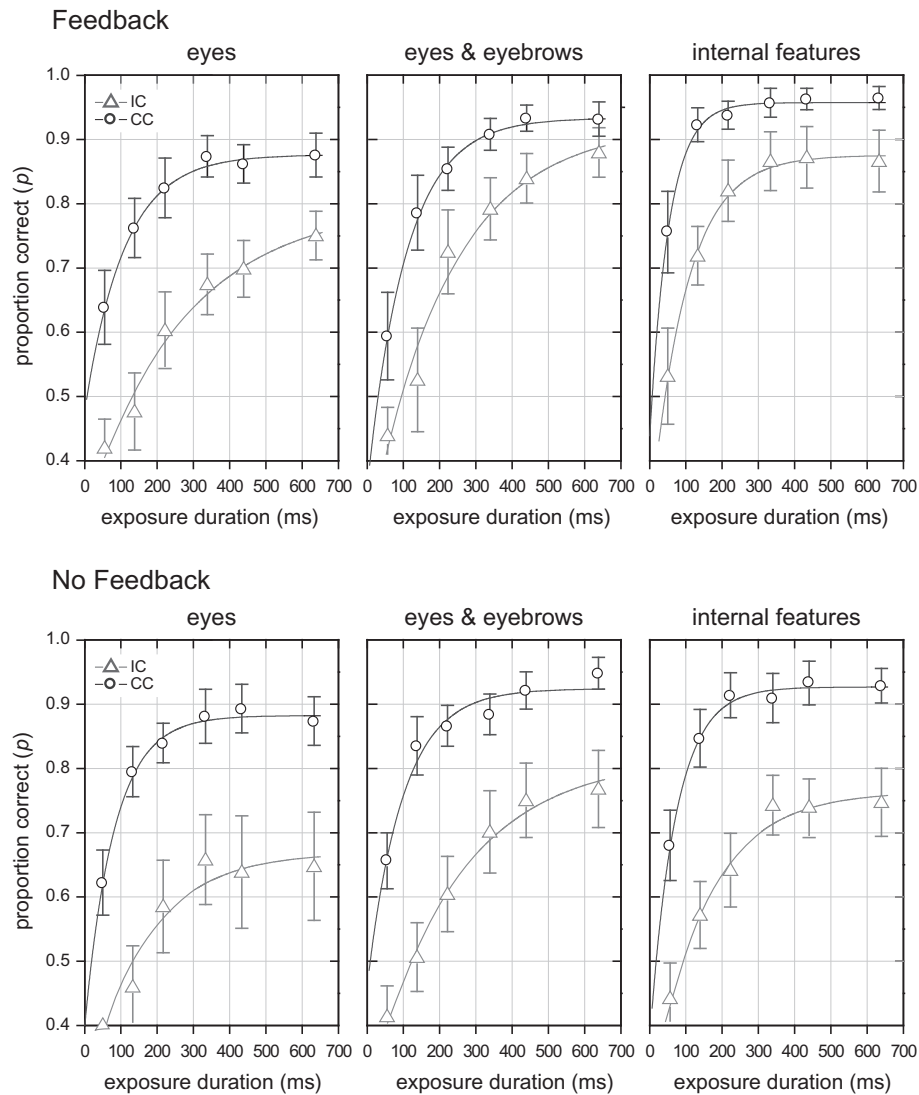 Feedback
eyes
eyes & eyebrows
internal features
1.0
0.9
0.8
0.7
0.6
0.5
0.4
proportion correct (p)
IC
CC
0 100 200 300 400 500 600 700
0 100 200 300 400 500 600 700
0 100 200 300 400 500 600 700
exposure duration (ms)
exposure duration (ms)
exposure duration (ms)
No Feedback
eyes
eyes & eyebrows
internal features
1.0
0.9
0.8
0.7
0.6
0.5
0.4
proportion correct (p)
IC
CC
0 100 200 300 400 500 600 700
0 100 200 300 400 500 600 700
0 100 200 300 400 500 600 700
exposure duration (ms)
exposure duration (ms)
exposure duration (ms)